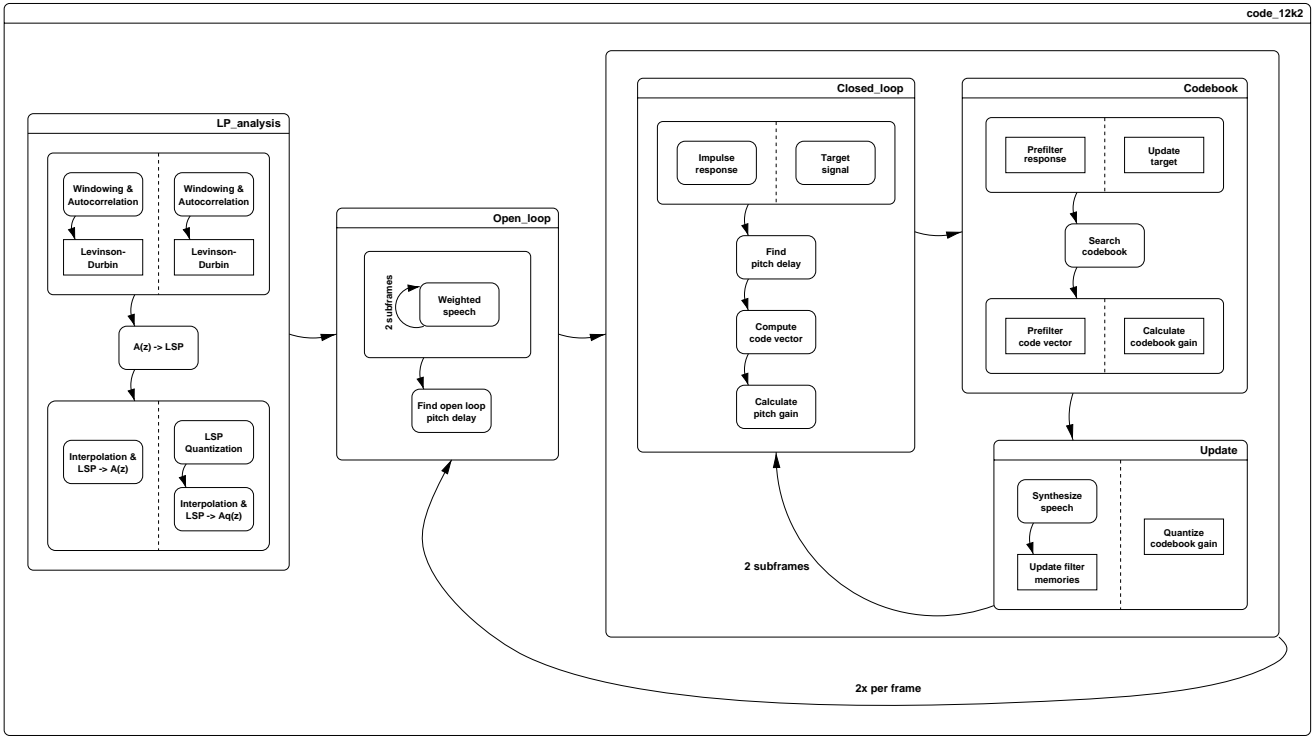 code_12k2
LP_analysis
Windowing &
Autocorrelation
Windowing &
Autocorrelation
Levinson-
Durbin
Levinson-
Durbin
A(z) -> LSP
Interpolation &
LSP -> A(z)
LSP
Quantization
Interpolation &
LSP -> Aq(z)
Open_loop
2 subframes
Weighted
speech
Find open loop
pitch delay
Closed_loop
Impulse
response
Target
signal
Find
pitch delay
Compute
code vector
Calculate
pitch gain
Codebook
Prefilter
response
Update
target
Search
codebook
Prefilter
code vector
Calculate
codebook gain
Update
Synthesize
speech
Update filter
memories
Quantize
codebook gain
2 subframes
2x per frame